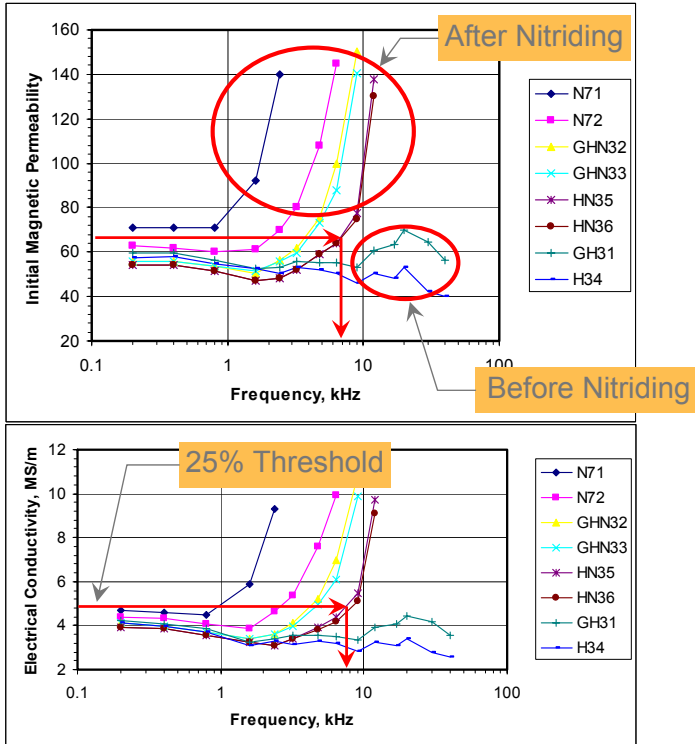 After Nitriding
160
140
120
100
80
60
40
20
Initial Magnetic Permeability
0.1
1
10
100
Frequency, kHz
N71
N72
GHN32
GHN33
HN35
HN36
GH31
H34
Before Nitriding
25% Threshold
12
10
8
6
4
2
Electrical Conductivity, MS/m
0.1
1
10
100
Frequency, kHz
N71
N72
GHN32
GHN33
HN35
HN36
GH31
H34